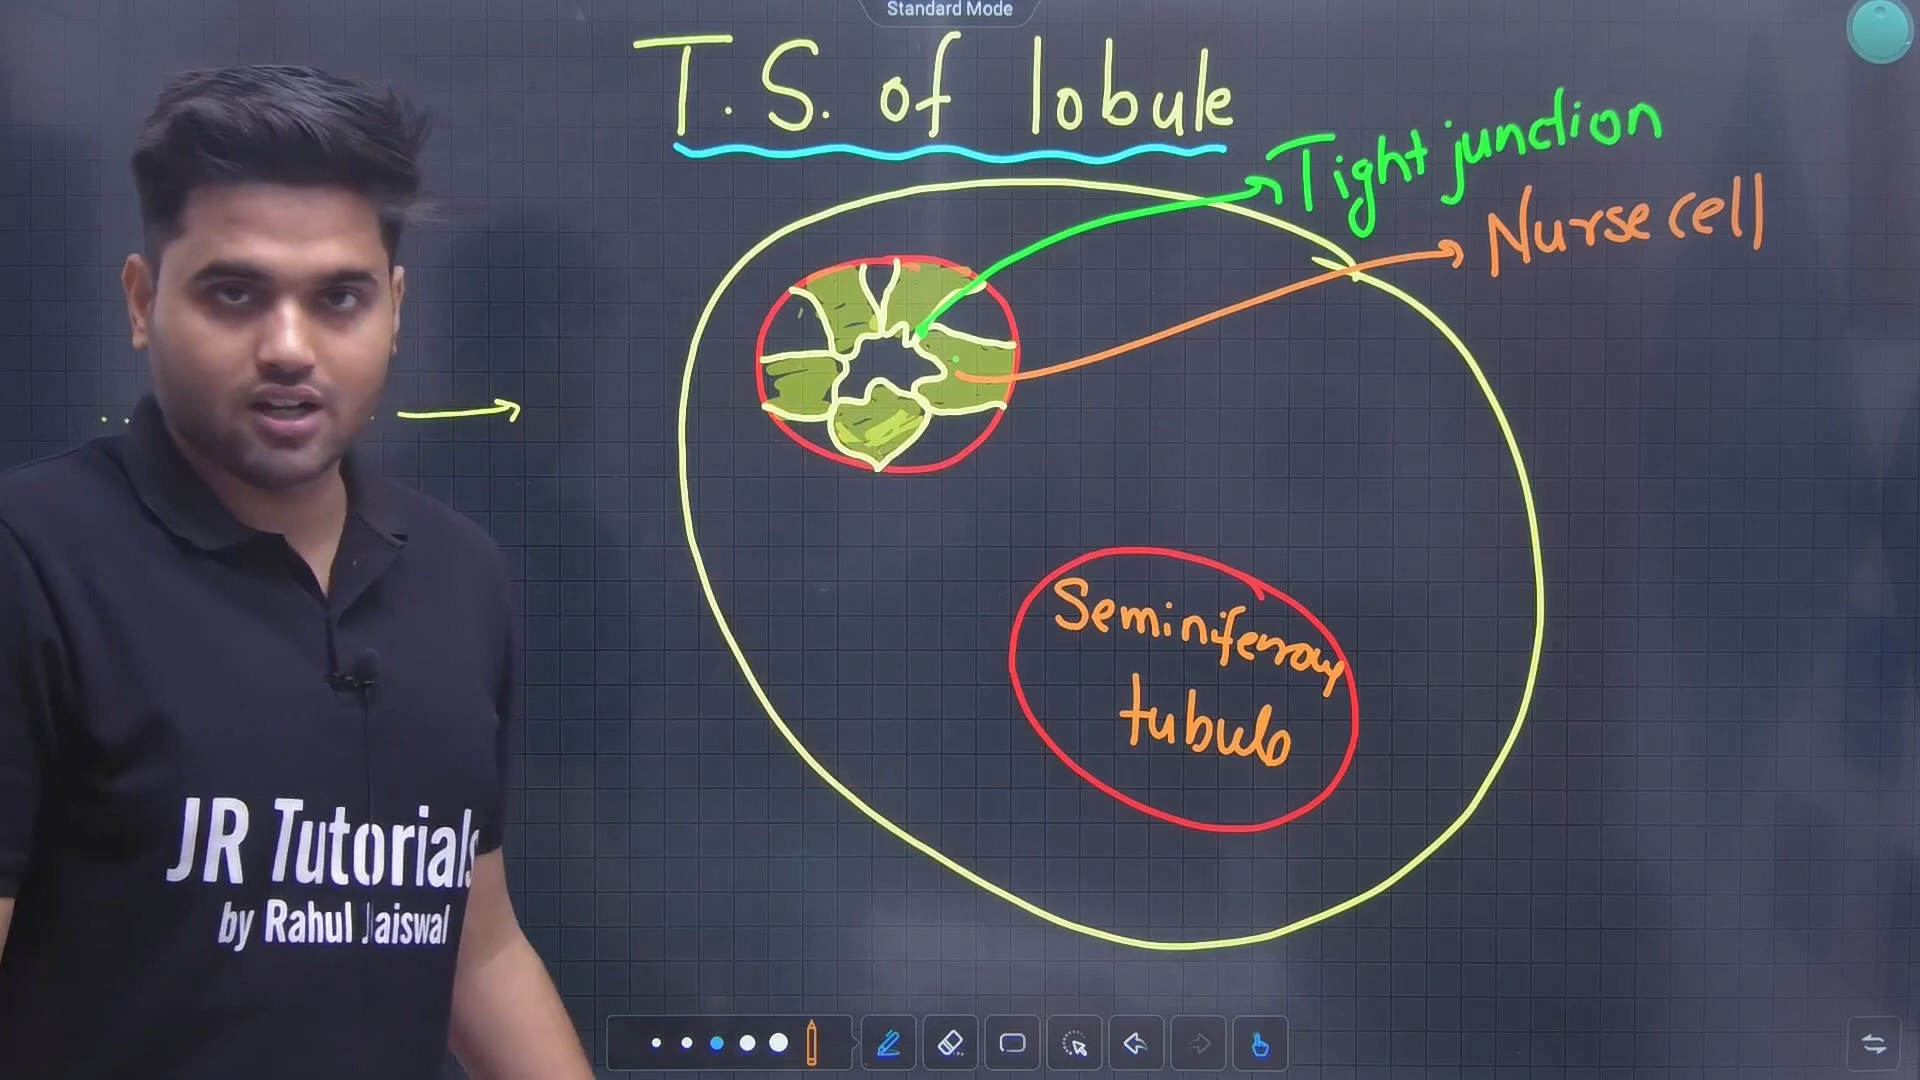 Standard Mode
T.S. of lobule
Tight junction
Nurse cell
Seminiferous
tubule
JR Tutorials
by Rahul Jaiswal